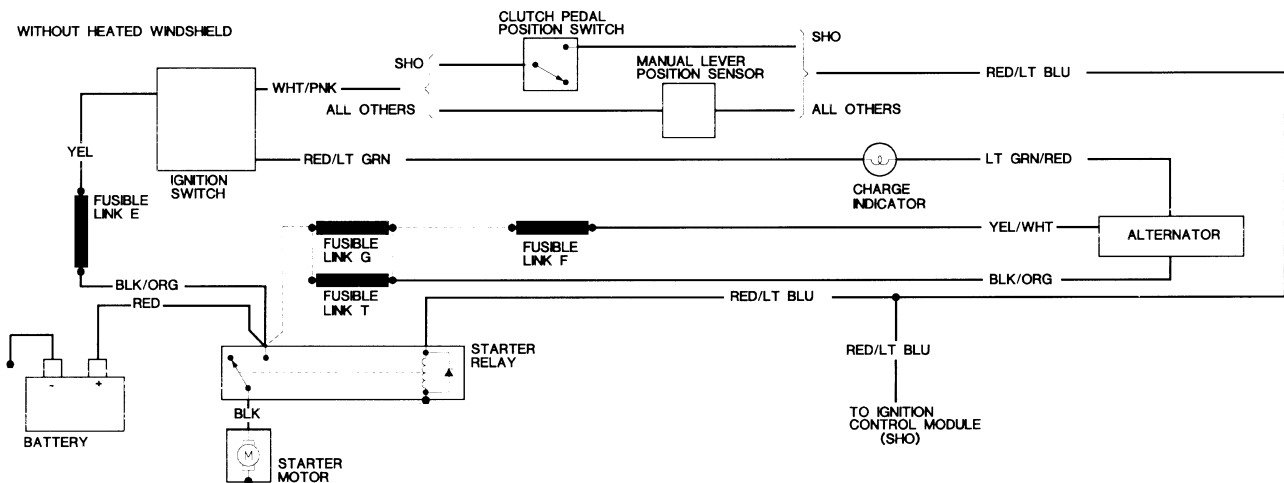 WITHOUT HEATED WINDSHIELD
CLUTCH PEDAL
POSITION SWITCH
SHO
SHO
MANUAL LEVER
POSITION SENSOR
RED/LT BLU
WHT/PNK
ALL OTHERS
ALL OTHERS
YEL
RED/LT GRN
LT GRN/RED
IGNITION
SWITCH
CHARGE
INDICATOR
FUSIBLE
LINK E
FUSIBLE
LINK G
FUSIBLE
LINK F
YEL/WHT
ALTERNATOR
BLK/ORG
FUSIBLE
LINK T
BLK/ORG
RED
RED/LT BLU
STARTER
RELAY
RED/LT BLU
- +
BATTERY
BLK
M
STARTER
MOTOR
TO IGNITION
CONTROL MODULE
(SHO)